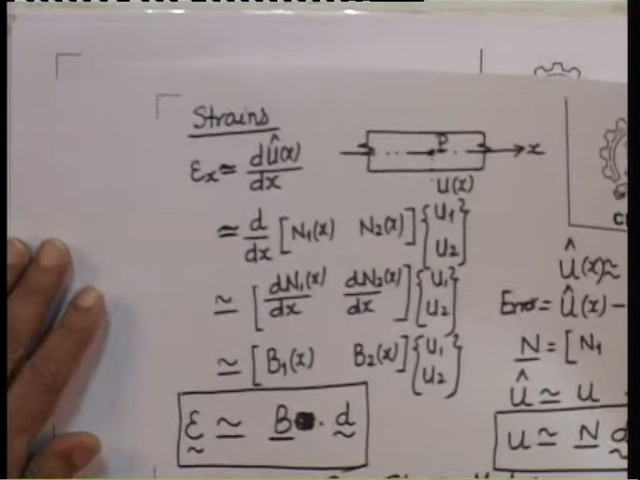 Strains
εx ≃ dû(x)/dx
P
x
u(x)
≃ d/dx [N1(x) N2(x)] {u1 u2}
≃ [dN1(x)/dx dN2(x)/dx] {u1 u2}
≃ [B1(x) B2(x)] {u1 u2}
ε ≃ B · d
û(x) ≈
Error = û(x) -
N = [N1
û ≃ u
u ≃ N d